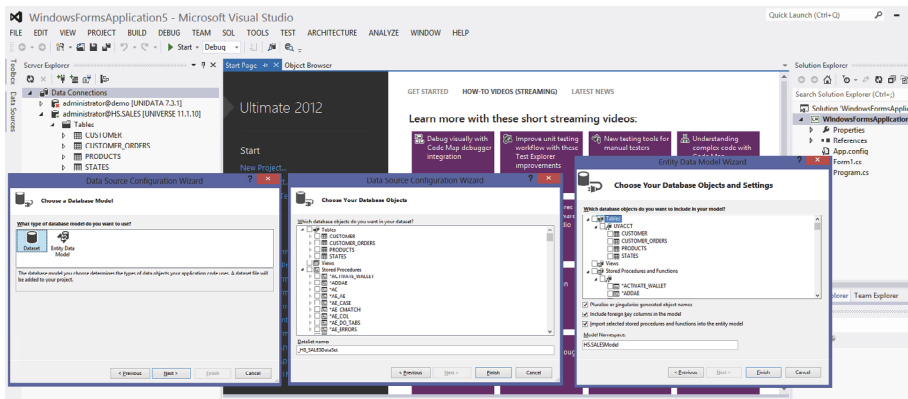 WindowsFormsApplication5 - Microsoft Visual Studio
Quick Launch (Ctrl+Q)
FILE EDIT VIEW PROJECT BUILD DEBUG TEAM SQL TOOLS TEST ARCHITECTURE ANALYZE WINDOW HELP
Start - Debug
Toolbox
Data Sources
Server Explorer
Data Connections
administrator@demo [UNIDATA 7.3.1]
administrator@HS.SALES [UNIVERSE 11.1.10]
Tables
CUSTOMER
CUSTOMER_ORDERS
PRODUCTS
STATES
Start Page
Object Browser
Ultimate 2012
Start
New Project...
GET STARTED HOW-TO VIDEOS (STREAMING) LATEST NEWS
Learn more with these short streaming videos:
Debug visually with
Code Map debugger
integration
Improve unit testing
workflow with these
Test Explorer
improvements
New testing tools for
manual testers
Understanding
complex code with
Code Map
Solution Explorer
Search Solution Explorer (Ctrl+;)
Solution 'WindowsFormsApplic
WindowsFormsApplication
Properties
References
App.config
Form1.cs
Program.cs
plorer Team Explorer
Data Source Configuration Wizard
Choose a Database Model
What type of database model do you want to use?
Dataset
Entity Data
Model
The database model you choose determines the types of data objects your application code uses. A dataset file will
be added to your project.
< Previous Next > Finish Cancel
Data Source Configuration Wizard
Choose Your Database Objects
Which database objects do you want in your dataset?
Tables
CUSTOMER
CUSTOMER_ORDERS
PRODUCTS
STATES
Views
Stored Procedures
*ACTIVATE_WALLET
*ADDAE
*AE
*AE_AE
*AE_CASE
*AE CMATCH
*AE_COL
*AE_DO_TABS
*AE_ERRORS
DataSet name:
_HS_SALESDataSet
< Previous Next > Finish Cancel
Entity Data Model Wizard
Choose Your Database Objects and Settings
Which database objects do you want to include in your model?
Tables
UVACCT
CUSTOMER
CUSTOMER_ORDERS
PRODUCTS
STATES
Views
Stored Procedures and Functions
*ACTIVATE_WALLET
*ADDAE
Pluralize or singularize generated object names
Include foreign key columns in the model
Import selected stored procedures and functions into the entity model
Model Namespace:
HS.SALESModel
< Previous Next > Finish Cancel